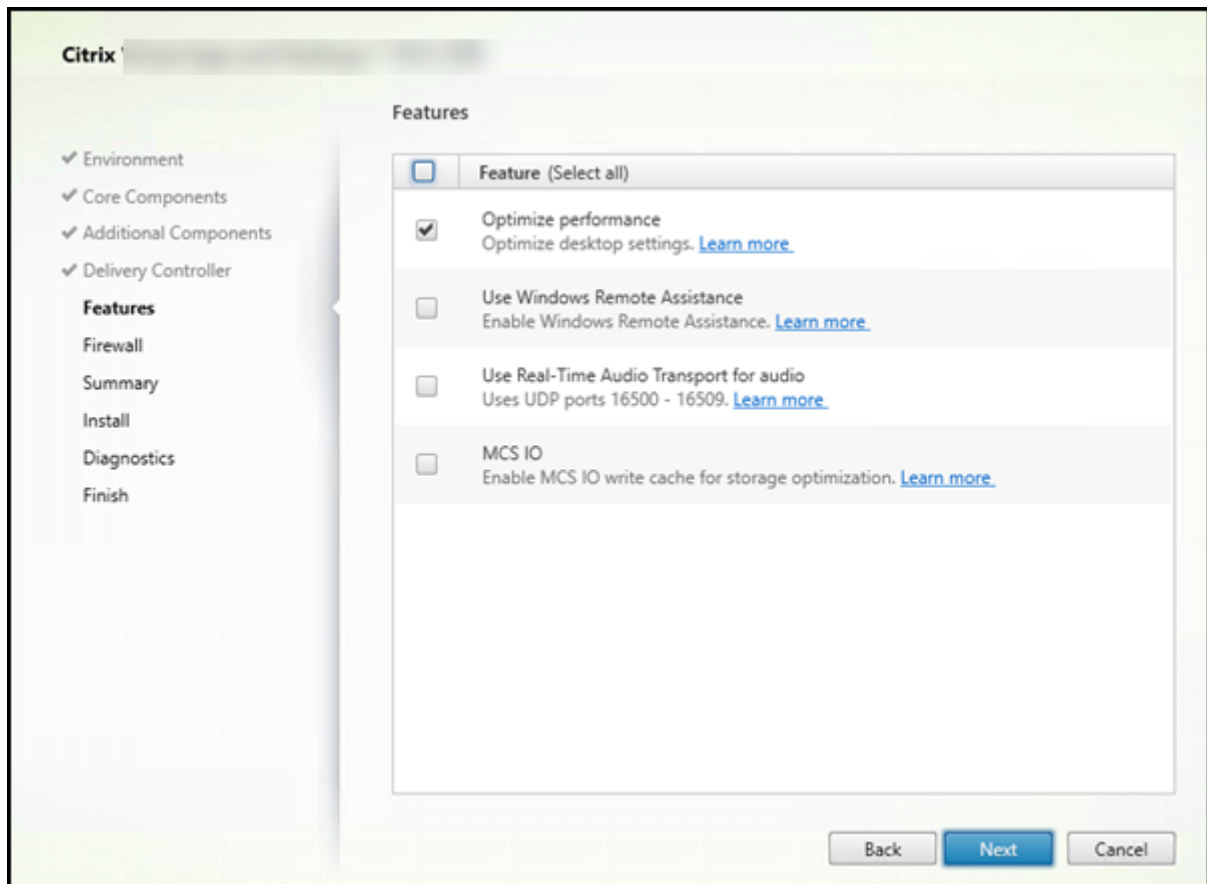 Citrix
Features
Environment
Core Components
Additional Components
Delivery Controller
Features
Firewall
Summary
Install
Diagnostics
Finish
Feature (Select all)
Optimize performance
Optimize desktop settings. Learn more
Use Windows Remote Assistance
Enable Windows Remote Assistance. Learn more
Use Real-Time Audio Transport for audio
Uses UDP ports 16500 - 16509. Learn more
MCS IO
Enable MCS IO write cache for storage optimization. Learn more
Back
Next
Cancel